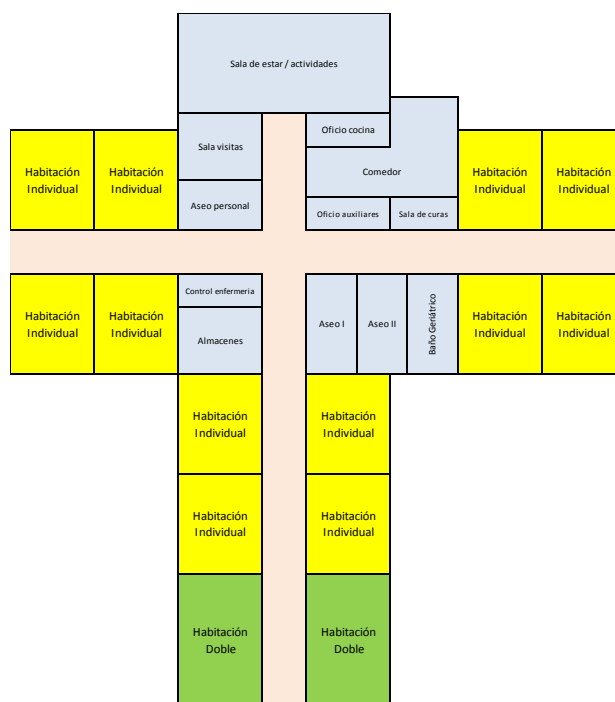 Sala de estar / actividades
Oficio cocina
Sala visitas
Habitación
Individual
Habitación
Individual
Comedor
Habitación
Individual
Habitación
Individual
Aseo personal
Oficio auxiliares
Sala de curas
Control enfermeria
Habitación
Individual
Habitación
Individual
Almacenes
Aseo I
Aseo II
Baño Geriátrico
Habitación
Individual
Habitación
Individual
Habitación
Individual
Habitación
Individual
Habitación
Individual
Habitación
Individual
Habitación
Doble
Habitación
Doble